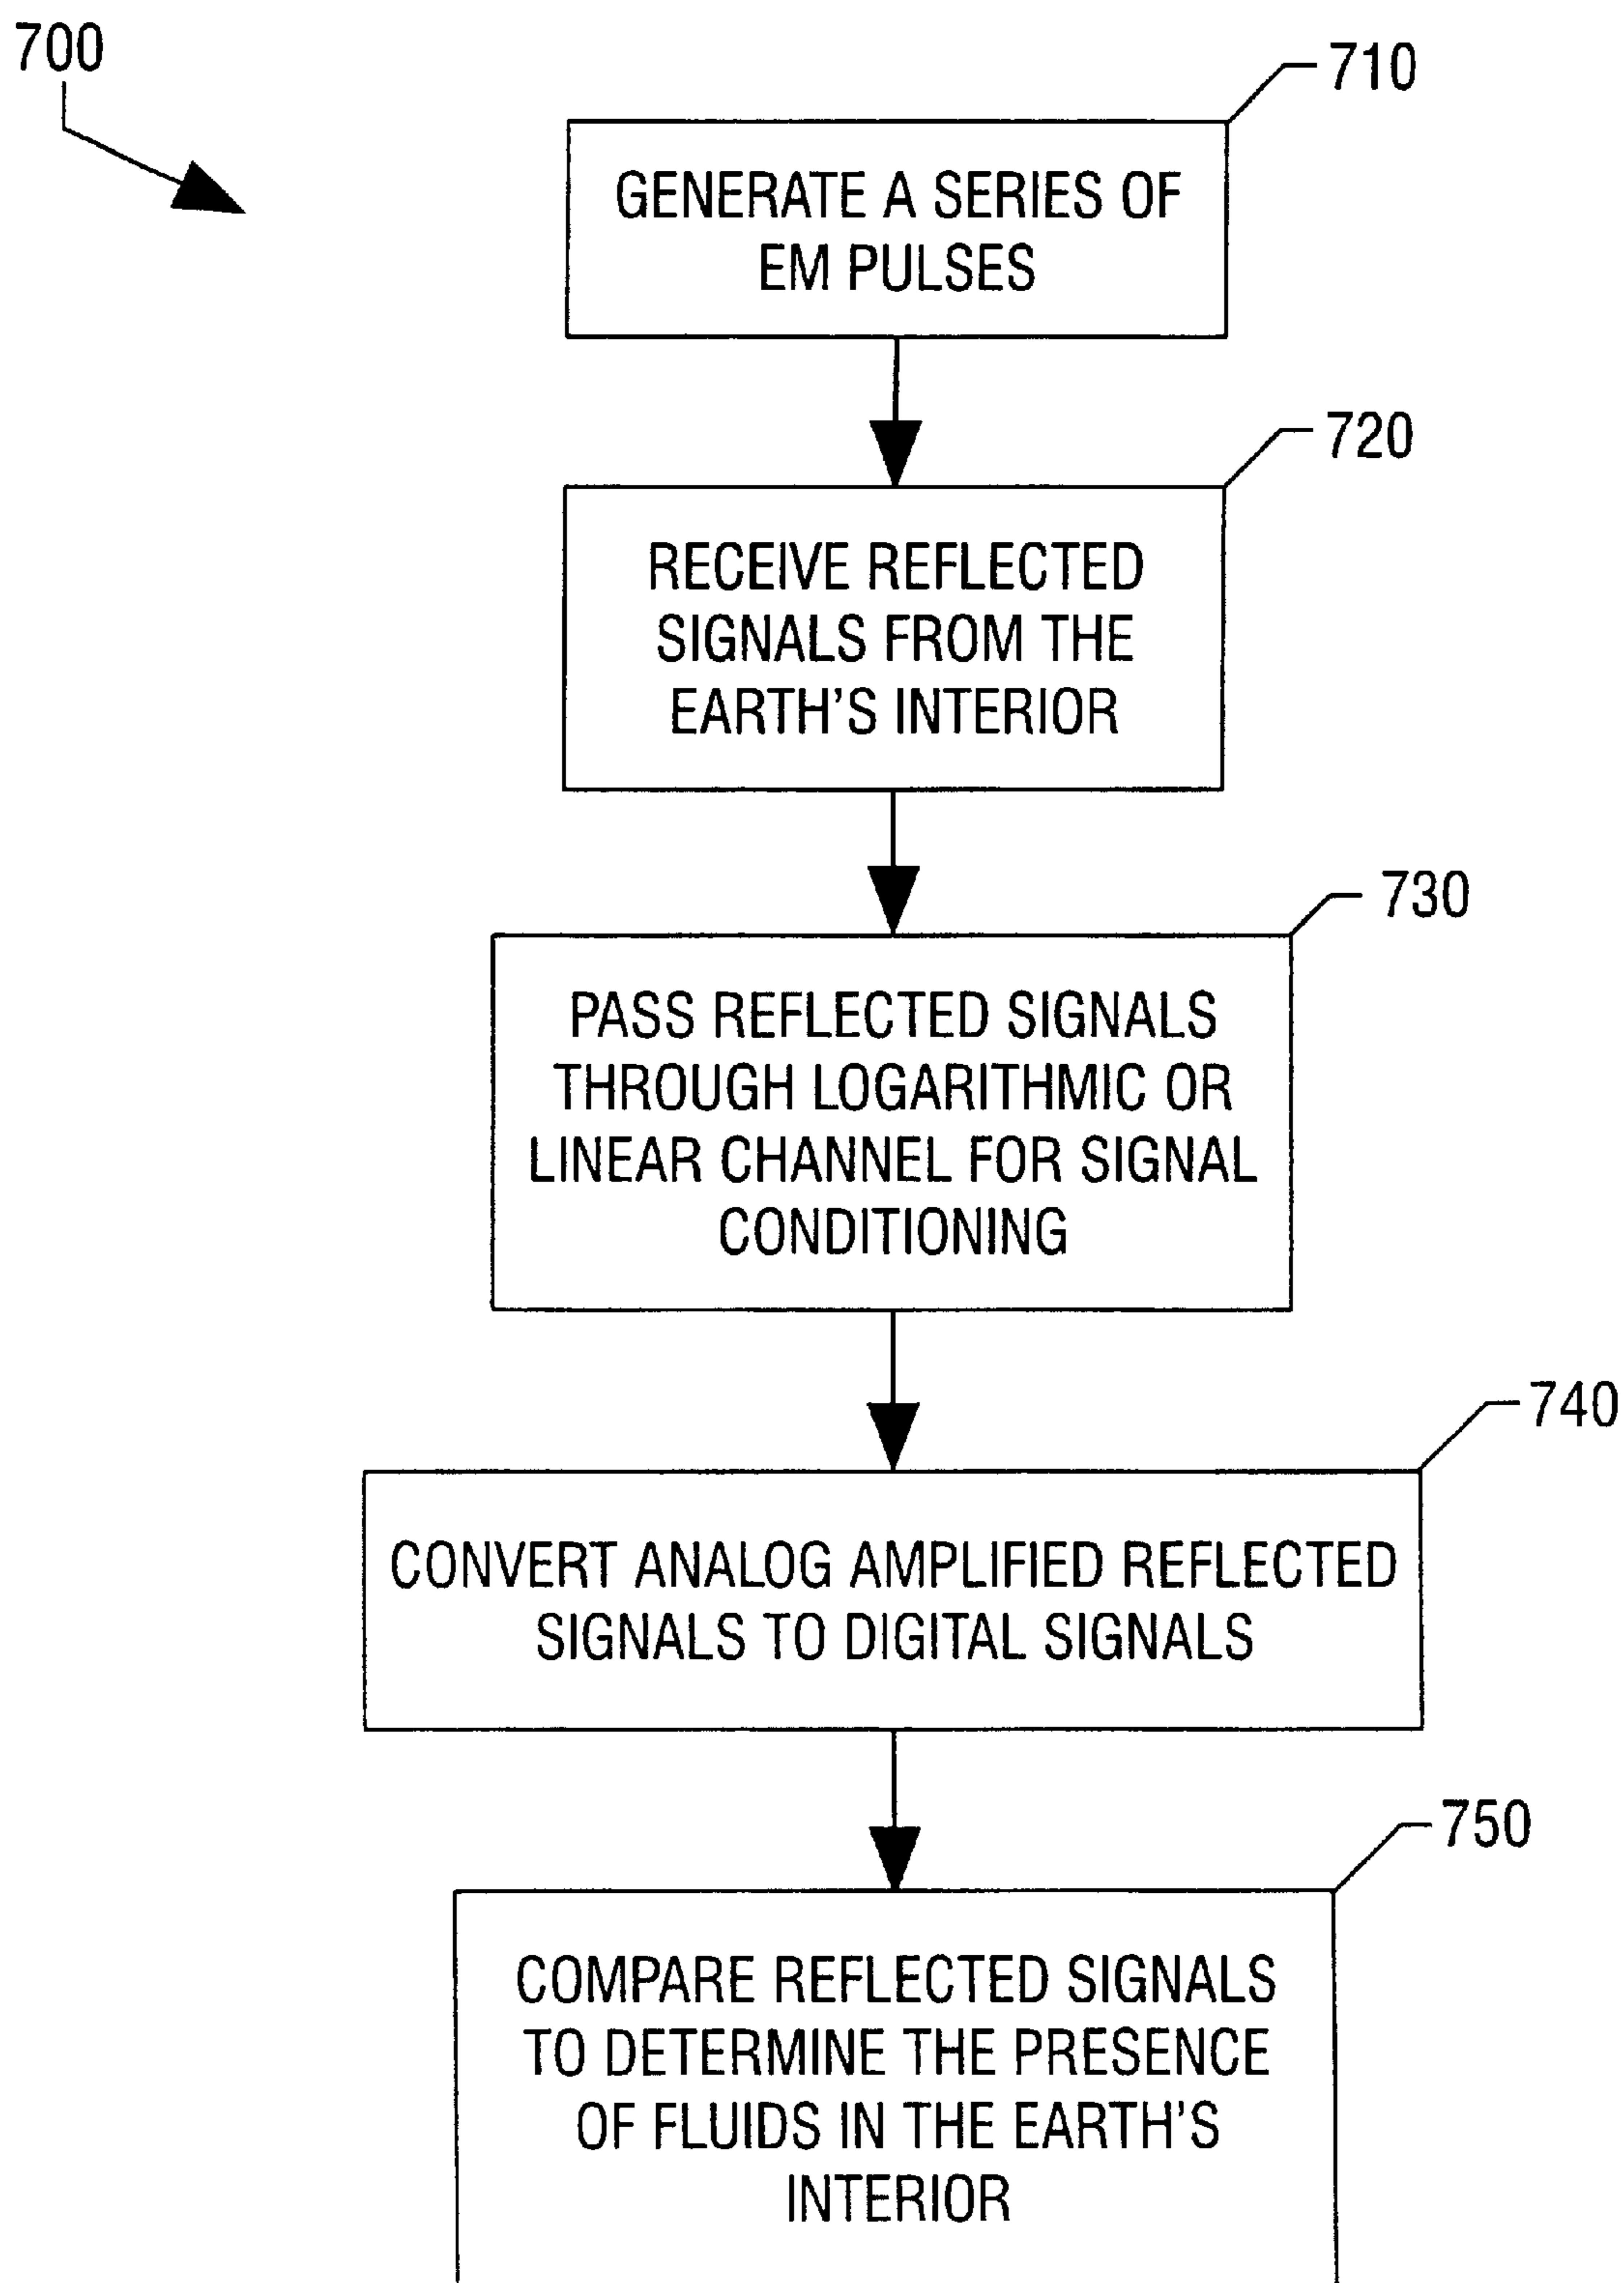 700
710
GENERATE A SERIES OF
EM PULSES
720
RECEIVE REFLECTED
SIGNALS FROM THE
EARTH'S INTERIOR
730
PASS REFLECTED SIGNALS
THROUGH LOGARITHMIC OR
LINEAR CHANNEL FOR SIGNAL
CONDITIONING
740
CONVERT ANALOG AMPLIFIED REFLECTED
SIGNALS TO DIGITAL SIGNALS
750
COMPARE REFLECTED SIGNALS
TO DETERMINE THE PRESENCE
OF FLUIDS IN THE EARTH'S
INTERIOR